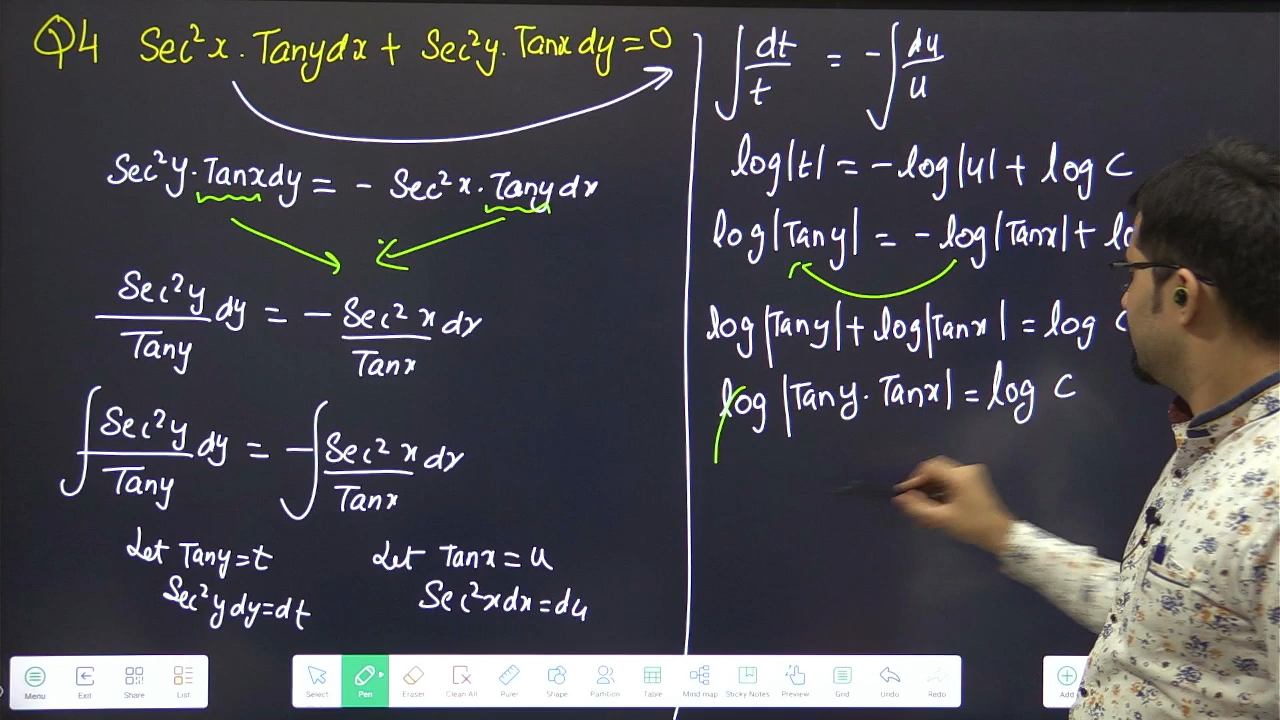 Q4 Sec²x · Tany dx + Sec²y · Tanx dy = 0
Sec²y · Tanx dy = - Sec²x · Tany dx
Sec²y/Tany dy = - Sec²x/Tanx dx
∫ Sec²y/Tany dy = -∫ Sec²x/Tanx dx
Let Tany = t
Sec²y dy = dt
Let Tanx = u
Sec²x dx = du
∫ dt/t = -∫ du/u
log|t| = - log|u| + log C
log|Tany| = - log|Tanx| +
log|Tany| + log|Tanx| = log
log|Tany · Tanx| = log C
Menu
Exit
Share
List
Select
Pen
Eraser
Clean All
Ruler
Shape
Partition
Table
Mind map
Sticky Notes
Preview
Grid
Undo
Redo
Add